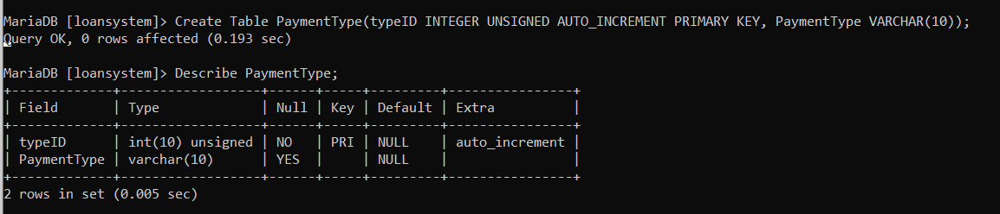 MariaDB [loansystem]> Create Table PaymentType(typeID INTEGER UNSIGNED AUTO_INCREMENT PRIMARY KEY, PaymentType VARCHAR(10));
Query OK, 0 rows affected (0.193 sec)
MariaDB [loansystem]> Describe PaymentType;
+-------------+------------------+------+-----+---------+----------------+
| Field       | Type             | Null | Key | Default | Extra          |
+-------------+------------------+------+-----+---------+----------------+
| typeID      | int(10) unsigned | NO   | PRI | NULL    | auto_increment |
| PaymentType | varchar(10)      | YES  |     | NULL    |                |
+-------------+------------------+------+-----+---------+----------------+
2 rows in set (0.005 sec)